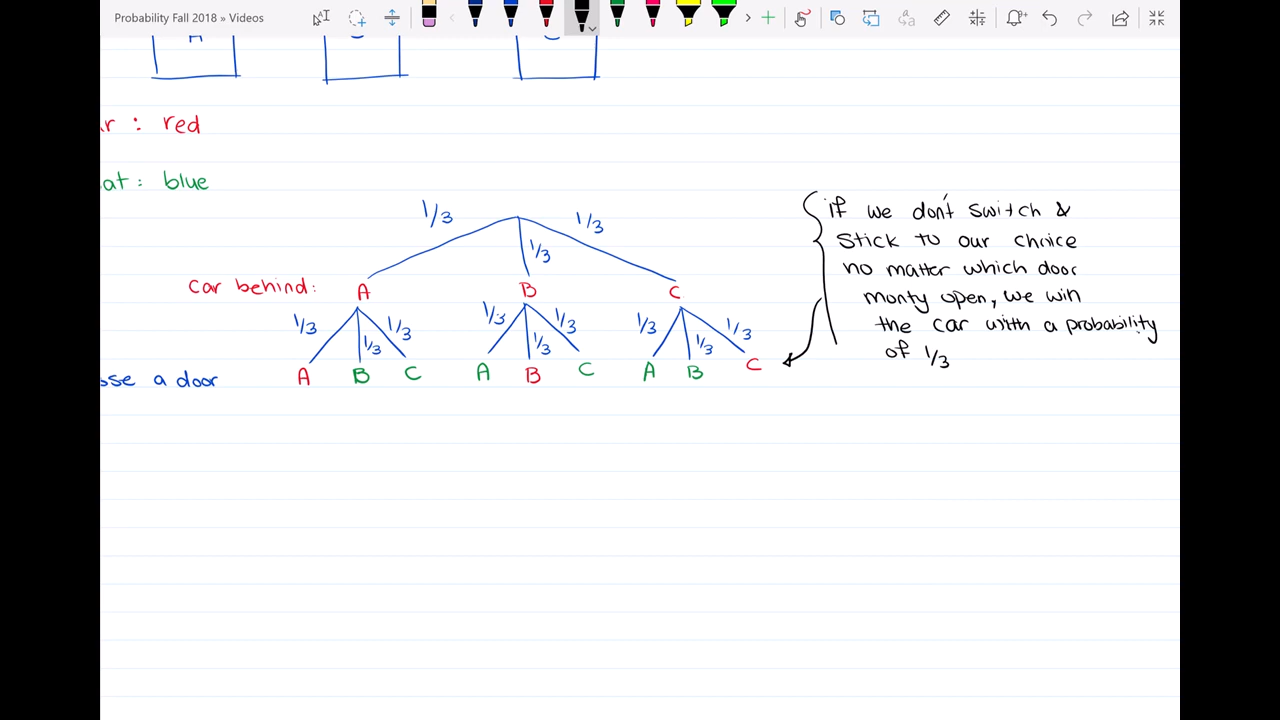 Probability Fall 2018 » Videos
A
C
r : red
at : blue
1/3
1/3
1/3
car behind:
A
B
C
1/3
1/3
1/3
1/3
1/3
1/3
1/3
1/3
1/3
ose a door
A
B
C
A
B
C
A
B
C
if we don't switch &
stick to our choice
no matter which door
monty open, we win
the car with a probability
of 1/3